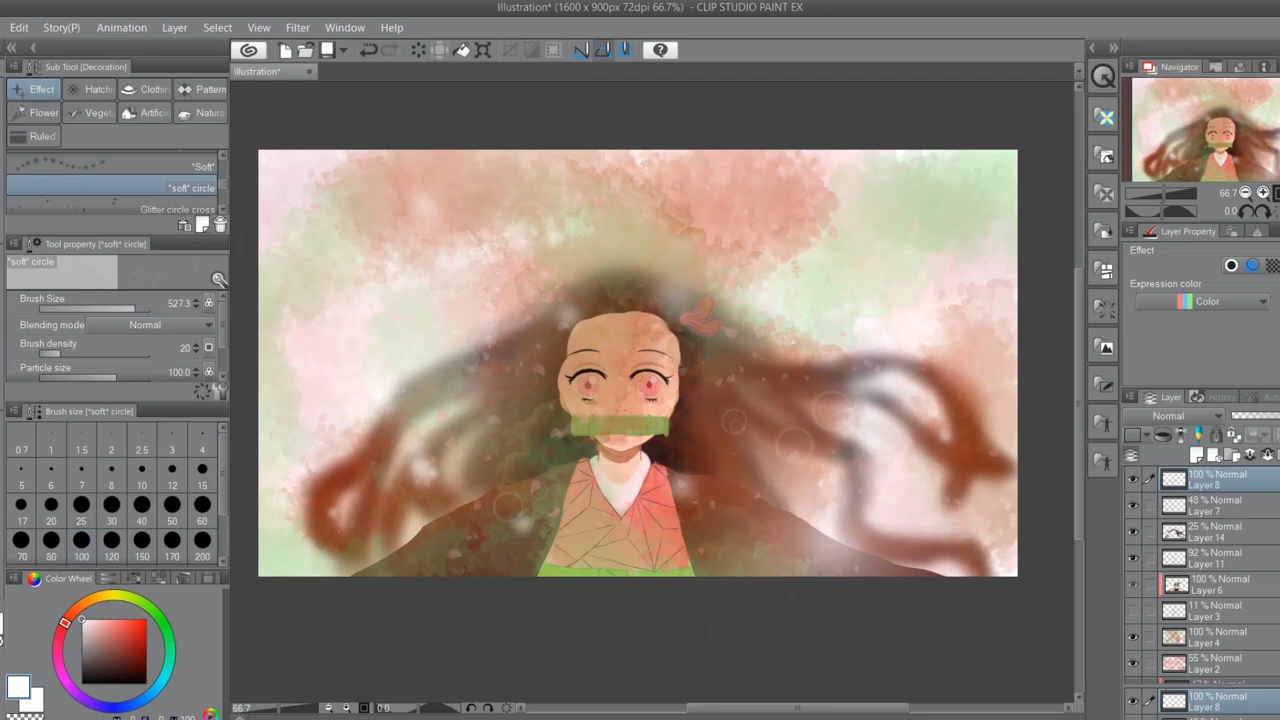 Illustration* (1600 x 900px 72dpi 66.7%) - CLIP STUDIO PAINT EX
Edit Story(P) Animation Layer Select View Filter Window Help
Sub Tool [Decoration]
Effect Hatchi Clothin Pattern
Flower Veget Artific Natura
Ruled
*Soft*
*soft* circle
Glitter circle cross
Tool property [*soft* circle]
*soft* circle
Brush Size 527.3
Blending mode Normal
Brush density 20
Particle size 100.0
Brush size [*soft* circle]
0.7 1 1.5 2 2.5 3 4
5 6 7 8 10 12 15
17 20 25 30 40 50 60
70 80 100 120 150 170 200
Color Wheel
Illustration*
66.7 0.0
Navigator
66.7
0.0
Layer Property
Effect
Expression color
Color
Layer History
Normal
100 % Normal
Layer 8
48 % Normal
Layer 7
25 % Normal
Layer 14
92 % Normal
Layer 11
100 % Normal
Layer 6
11 % Normal
Layer 3
100 % Normal
Layer 4
55 % Normal
Layer 2
100 % Normal
Layer 8